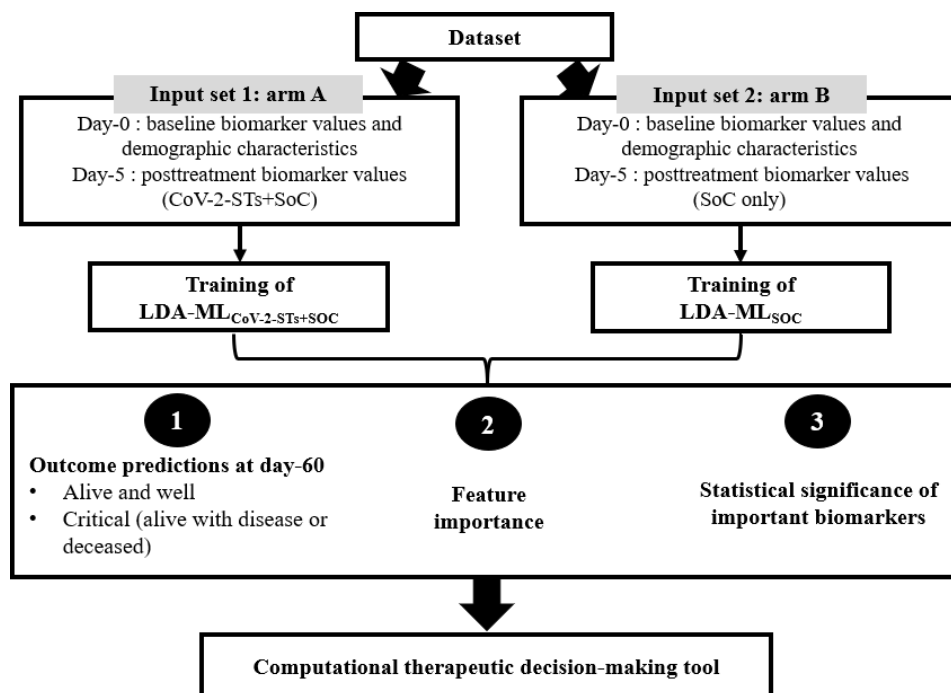 Dataset
Input set 1: arm A
Day-0 : baseline biomarker values and
demographic characteristics
Day-5 : posttreatment biomarker values
(CoV-2-STs+SoC)
Input set 2: arm B
Day-0 : baseline biomarker values and
demographic characteristics
Day-5 : posttreatment biomarker values
(SoC only)
Training of
LDA-MLCoV-2-STs+SOC
Training of
LDA-MLSOC
1
Outcome predictions at day-60
• Alive and well
• Critical (alive with disease or
deceased)
2
Feature
importance
3
Statistical significance of
important biomarkers
Computational therapeutic decision-making tool